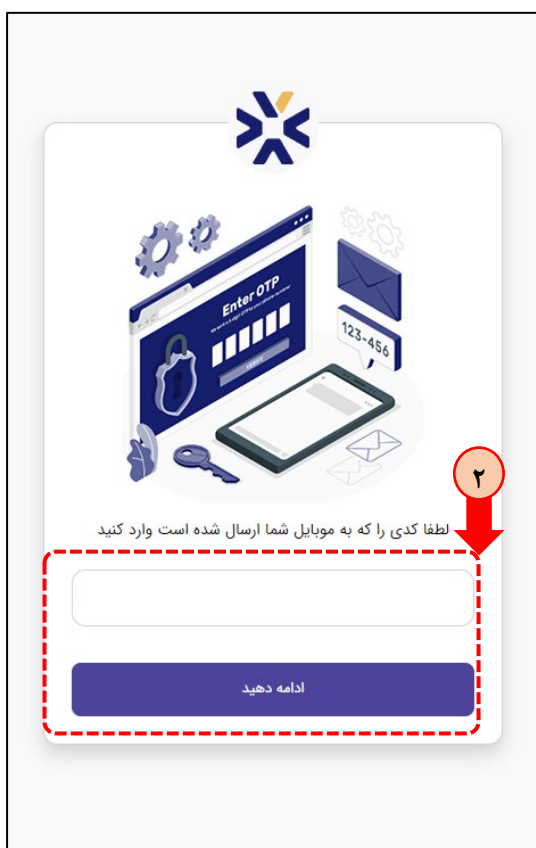 Enter OTP
VERIFY
123-456
۲
لطفا کدی را که به موبایل شما ارسال شده است وارد کنید
ادامه دهید